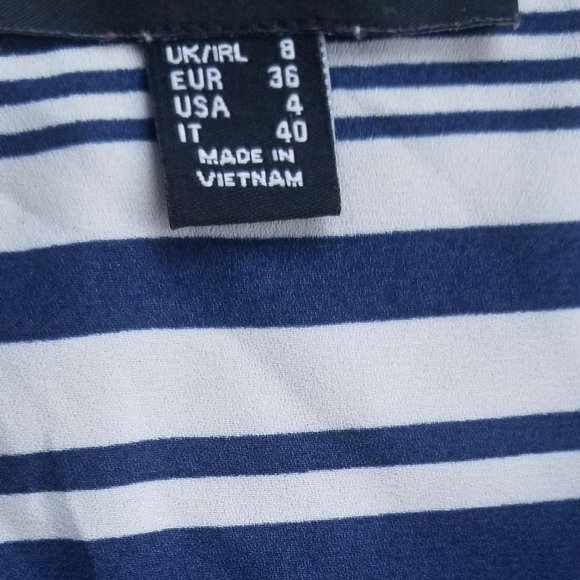 UK/IRL 8
EUR 36
USA 4
IT 40
MADE IN
VIETNAM